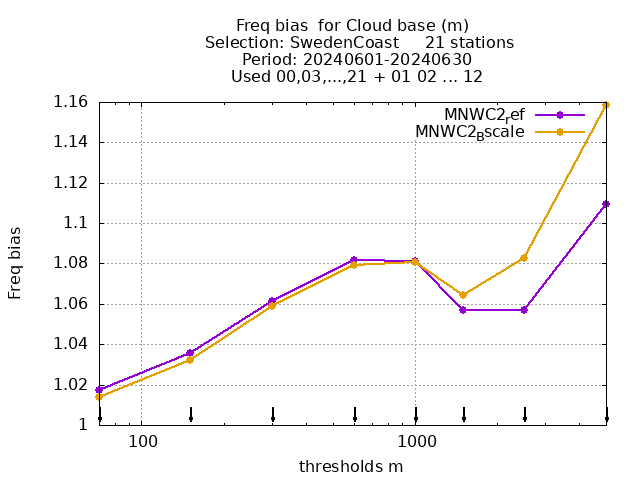 Freq bias  for Cloud base (m)
Selection: SwedenCoast     21 stations
Period: 20240601-20240630
Used 00,03,...,21 + 01 02 ... 12
MNWC2ref
MNWC2Bscale
1.16
1.14
1.12
1.1
1.08
1.06
1.04
1.02
1
Freq bias
100
1000
thresholds m